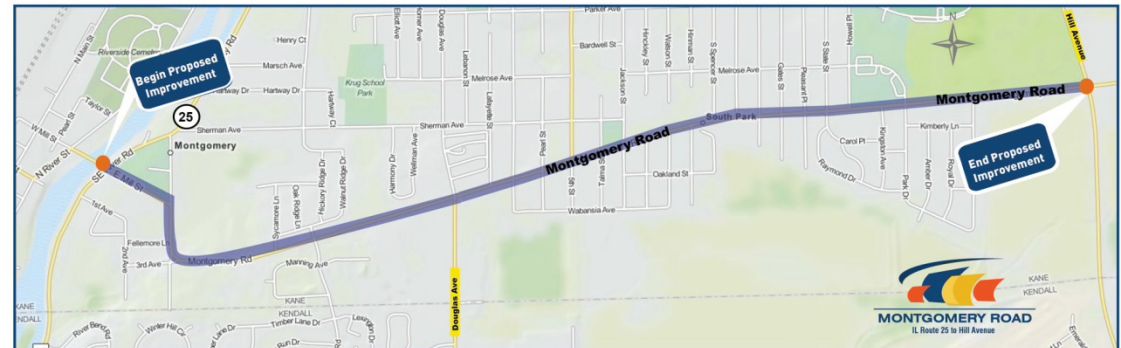 Begin Proposed
Improvement
End Proposed
Improvement
Montgomery Road
Montgomery Road
Montgomery Rd
Hill Avenue
Douglas Ave
25
Montgomery
South Park
Riverside Cemetery
Krug School
Park
N Main St
Taylor St
Pearl St
W Mill St
N River St
E Mill St
1st Ave
2nd Ave
3rd Ave
Fellemore Ln
River Bend Rd
Winter Hill Cir
Timber Lane Dr
Lexington Dr
Manning Ave
Sycamore Ln
Oak Ridge Ln
Hickory Ridge Dr
Walnut Ridge Dr
Harmony Dr
Wellman Ave
Sherman Ave
Sherman Ave
Hartway Dr
Hartway Dr
Hartway Ct
Marsch Ave
Henry Ct
Elliott Ave
Homer Ave
Douglas Ave
Lebanon St
Lafayette St
Melrose Ave
Melrose Ave
Parker Ave
Bardwell St
Jackson St
Hinckley St
Watson St
Hinman St
S Spencer St
Gates St
Pleasant Pl
S State St
Howell Pl
Pearl St
5th St
Oakland St
Wabansia Ave
Raymond Dr
Carol Pl
Kingston Ave
Park Dr
Amber Dr
Royal Dr
Kimberly Ln
N
KANE
KENDALL
KANE
KENDALL
KANE
KENDALL
MONTGOMERY ROAD
IL Route 25 to Hill Avenue